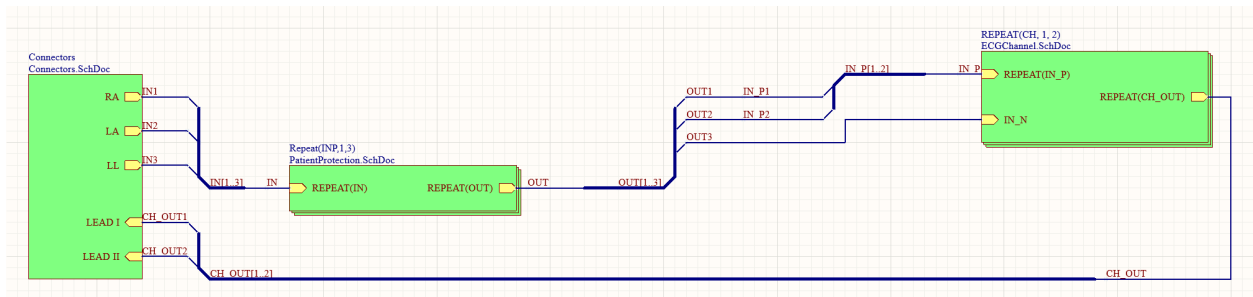 Connectors
Connectors.SchDoc
RA
IN1
LA
IN2
LL
IN3
IN[1..3]
IN
LEAD I
CH_OUT1
LEAD II
CH_OUT2
CH_OUT[1..2]
Repeat(INP,1,3)
PatientProtection.SchDoc
REPEAT(IN)
REPEAT(OUT)
OUT
OUT[1..3]
OUT1
IN_P1
OUT2
IN_P2
OUT3
IN_P[1..2]
IN_P
REPEAT(CH, 1, 2)
ECGChannel.SchDoc
REPEAT(IN_P)
REPEAT(CH_OUT)
IN_N
CH_OUT